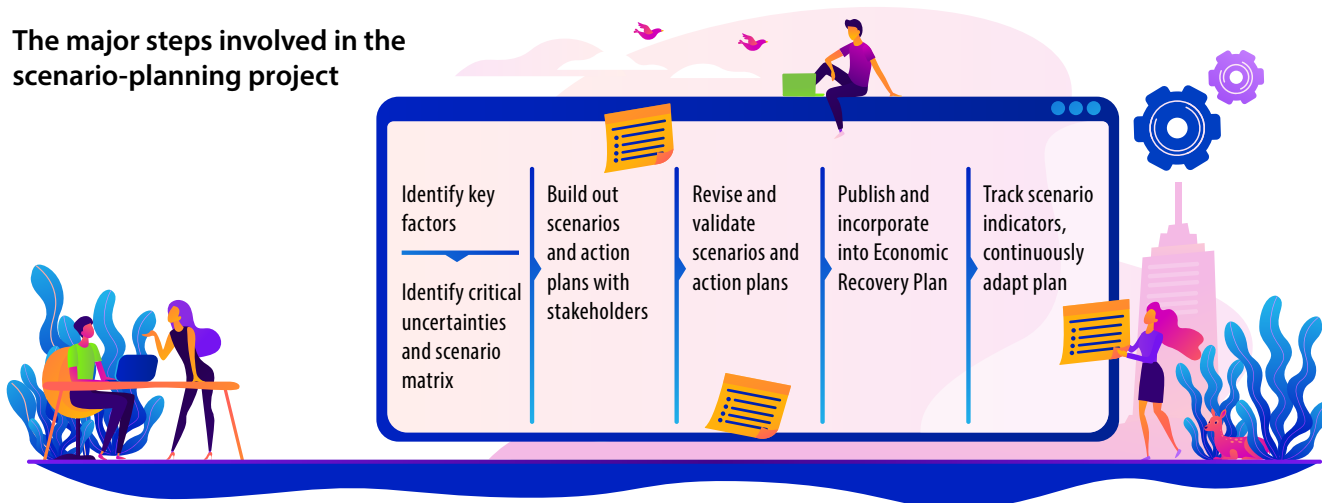 The major steps involved in the
scenario-planning project
Identify key
factors
Identify critical
uncertainties
and scenario
matrix
Build out
scenarios
and action
plans with
stakeholders
Revise and
validate
scenarios and
action plans
Publish and
incorporate
into Economic
Recovery Plan
Track scenario
indicators,
continuously
adapt plan